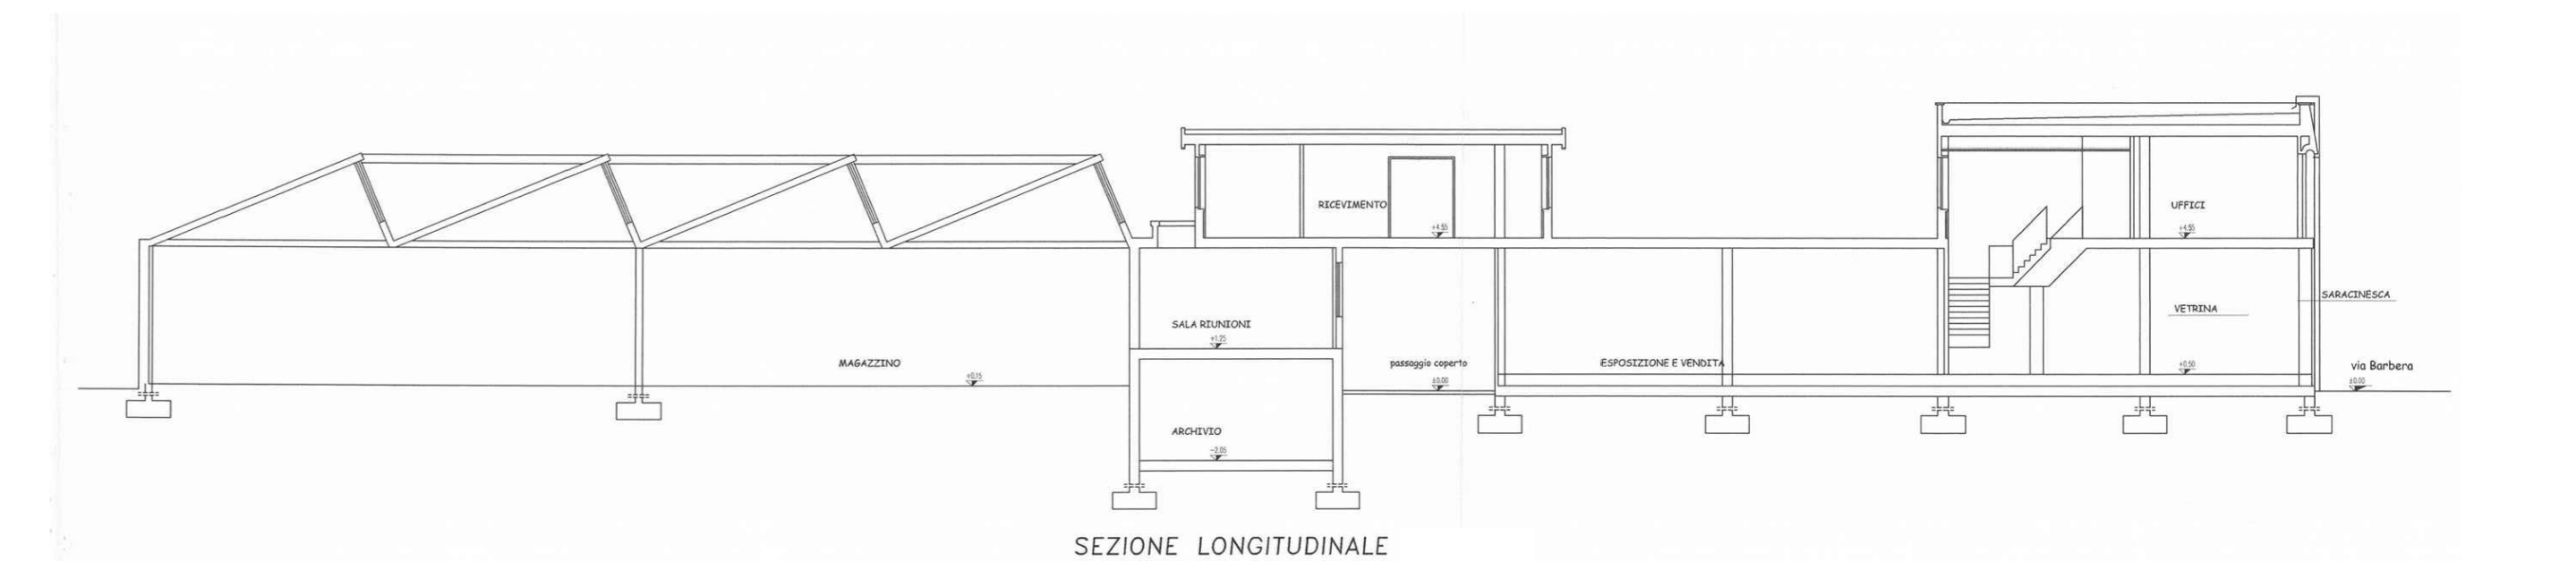 RICEVIMENTO
+4.55
UFFICI
+4.55
SARACINESCA
VETRINA
SALA RIUNIONI
+1.25
MAGAZZINO
+0.15
passaggio coperto
±0.00
ESPOSIZIONE E VENDITA
+0.50
via Barbera
±0.00
ARCHIVIO
-2.05
SEZIONE LONGITUDINALE